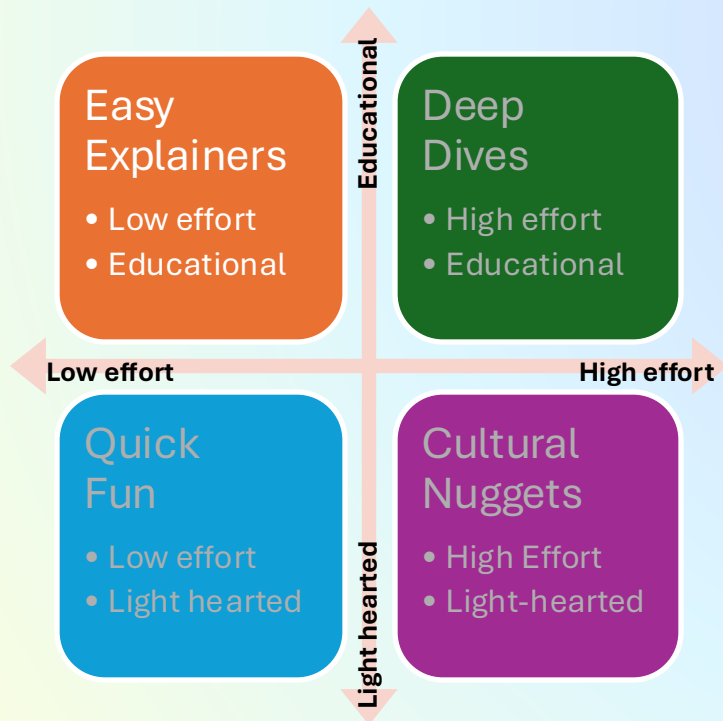 Educational
Easy
Explainers
• Low effort
• Educational
Deep
Dives
• High effort
• Educational
Low effort
High effort
Quick
Fun
• Low effort
• Light hearted
Cultural
Nuggets
• High Effort
• Light-hearted
Light hearted